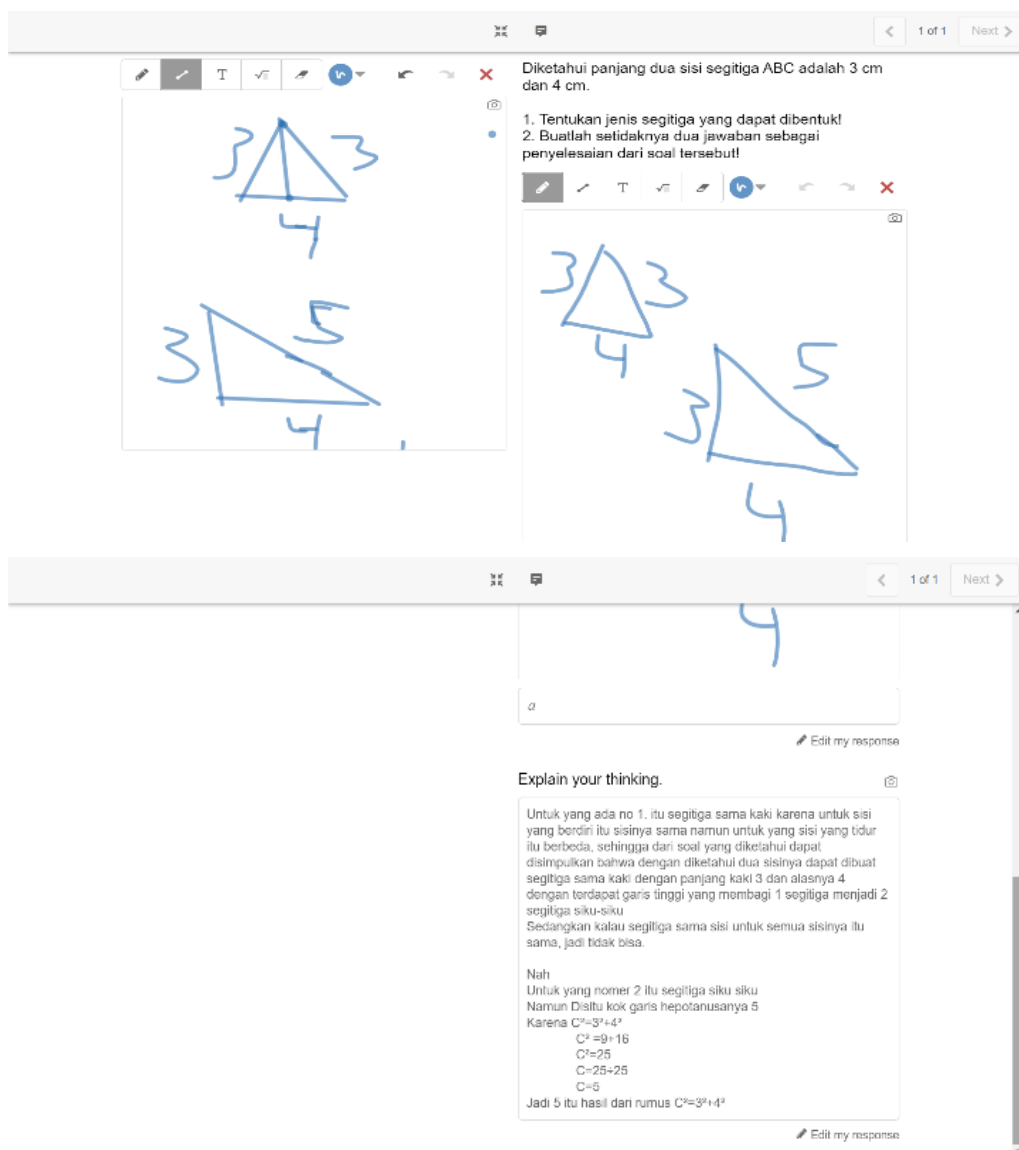 1 of 1
Next
T
√
Diketahui panjang dua sisi segitiga ABC adalah 3 cm
dan 4 cm.
1. Tentukan jenis segitiga yang dapat dibentuk!
2. Buatlah setidaknya dua jawaban sebagai
penyelesaian dari soal tersebut!
T
√
3
3
4
3
5
4
3
3
4
3
5
4
1 of 1
Next
4
a
Edit my response
Explain your thinking.
Untuk yang ada no 1. itu segitiga sama kaki karena untuk sisi
yang berdiri itu sisinya sama namun untuk yang sisi yang tidur
itu berbeda, sehingga dari soal yang diketahui dapat
disimpulkan bahwa dengan diketahui dua sisinya dapat dibuat
segitiga sama kaki dengan panjang kaki 3 dan alasnya 4
dengan terdapat garis tinggi yang membagi 1 segitiga menjadi 2
segitiga siku-siku
Sedangkan kalau segitiga sama sisi untuk semua sisinya itu
sama, jadi tidak bisa.
Nah
Untuk yang nomer 2 itu segitiga siku siku
Namun Disitu kok garis hepotanusanya 5
Karena C²=3²+4²
C² =9+16
C²=25
C=25÷25
C=5
Jadi 5 itu hasil dari rumus C²=3²+4²
Edit my response